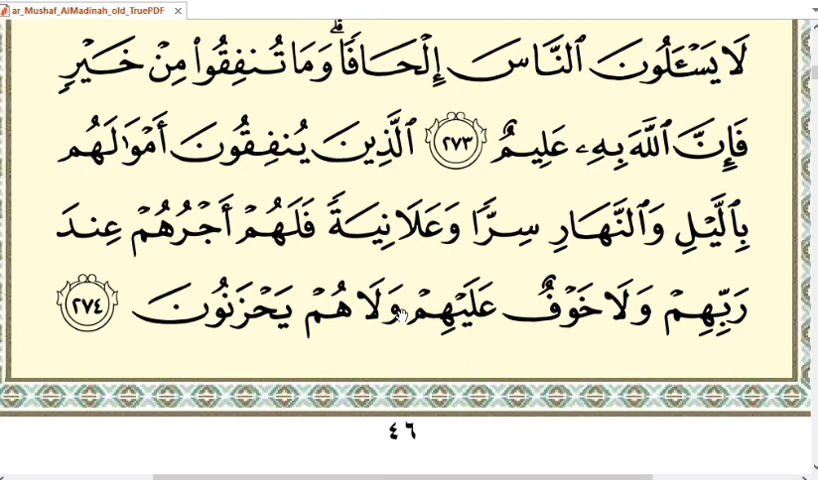 ar_Mushaf_AlMadinah_old_TruePDF
لَا يَسْـَٔلُونَ ٱلنَّاسَ إِلْحَافًاۗ وَمَا تُنفِقُوا۟ مِنْ خَيْرٍ
فَإِنَّ ٱللَّهَ بِهِۦ عَلِيمٌ ٢٧٣ ٱلَّذِينَ يُنفِقُونَ أَمْوَٰلَهُم
بِٱلَّيْلِ وَٱلنَّهَارِ سِرًّا وَعَلَانِيَةً فَلَهُمْ أَجْرُهُمْ عِندَ
رَبِّهِمْ وَلَا خَوْفٌ عَلَيْهِمْ وَلَا هُمْ يَحْزَنُونَ ٢٧٤
٤٦